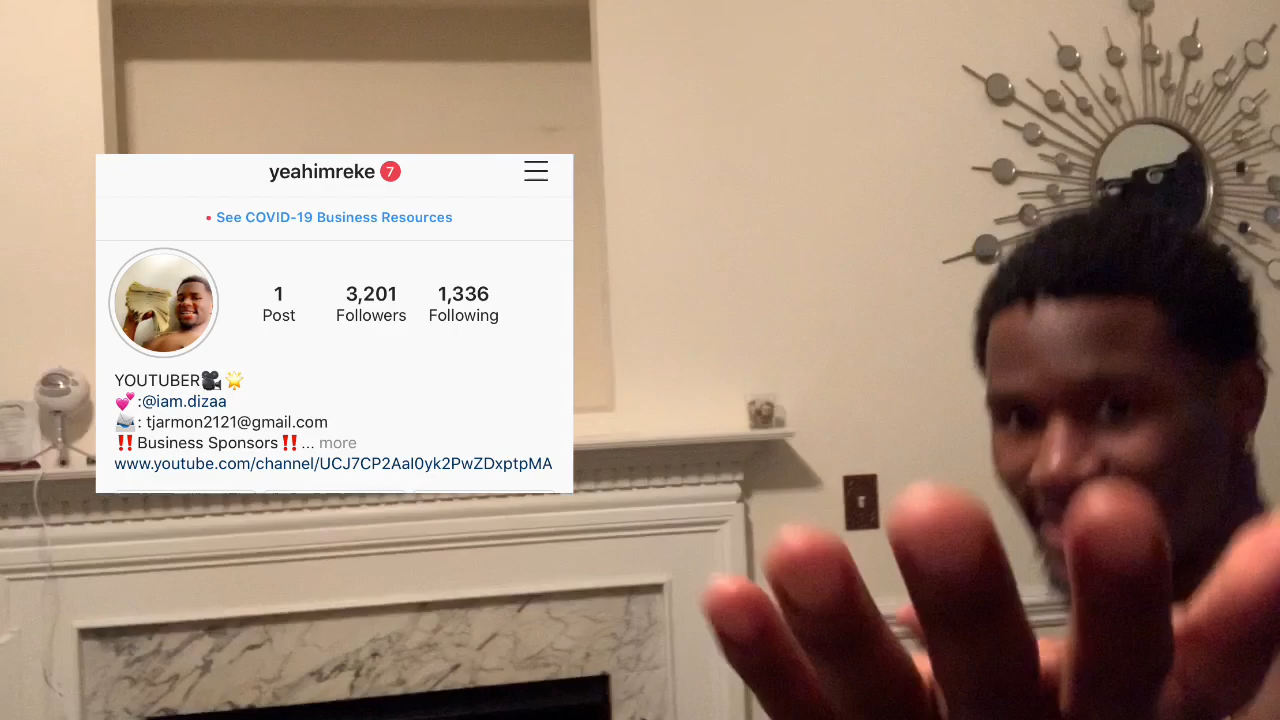 yeahimreke 7
• See COVID-19 Business Resources
1 3,201 1,336
Post Followers Following
YOUTUBER🎥🌟
💕:@iam.dizaa
📨: tjarmon2121@gmail.com
‼️Business Sponsors‼️... more
www.youtube.com/channel/UCJ7CP2Aal0yk2PwZDxptpMA